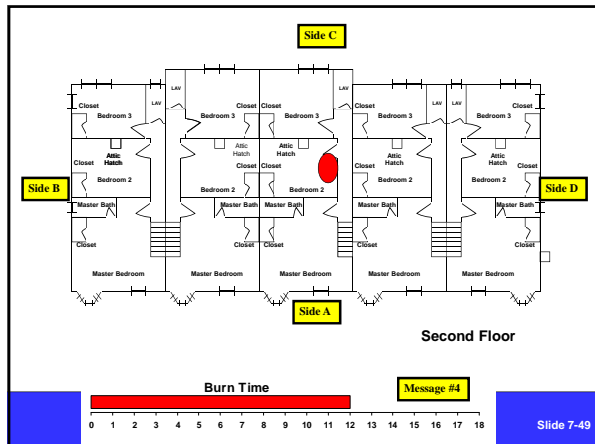 Side C
LAV
LAV
LAV
LAV
LAV
Closet
Bedroom 3
Bedroom 3
Closet
Closet
Bedroom 3
Closet
Bedroom 3
Bedroom 3
Closet
Attic
Hatch
Attic
Hatch
Attic
Hatch
Attic
Hatch
Attic
Hatch
Closet
Closet
Closet
Closet
Closet
Side B
Bedroom 2
Bedroom 2
Bedroom 2
Bedroom 2
Bedroom 2
Side D
Master Bath
Master Bath
Master Bath
Master Bath
Master Bath
Closet
Closet
Closet
Closet
Closet
Master Bedroom
Master Bedroom
Master Bedroom
Master Bedroom
Master Bedroom
Side A
Second Floor
Burn Time
Message #4
0 1 2 3 4 5 6 7 8 9 10 11 12 13 14 15 16 17 18
Slide 7-49